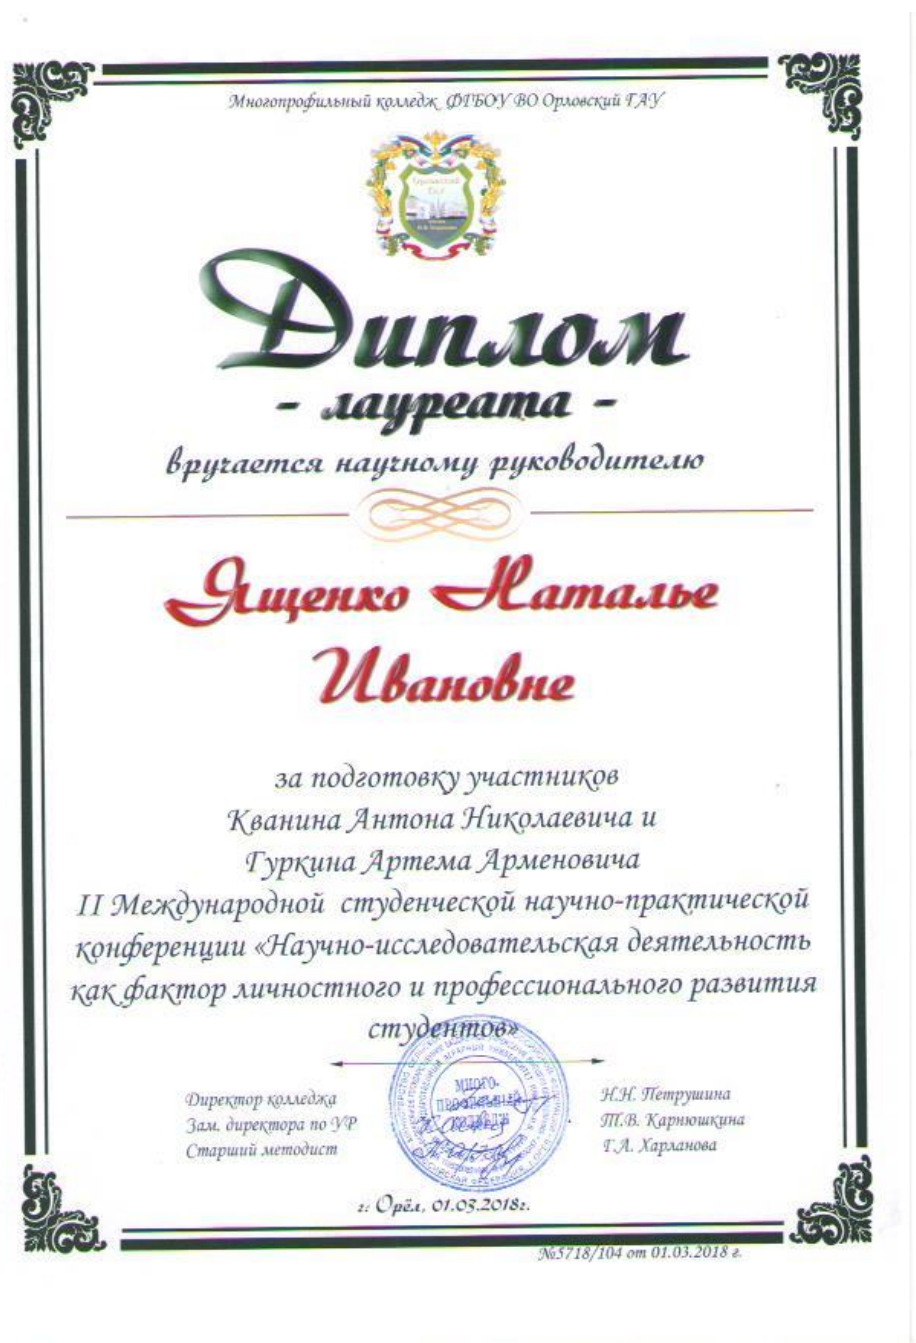 Многопрофильный колледж ФГБОУ ВО Орловский ГАУ
Диплом
- лауреата -
вручается научному руководителю
Ященко Наталье
Ивановне
за подготовку участников
Кванина Антона Николаевича и
Гуркина Артема Арменовича
II Международной студенческой научно-практической
конференции «Научно-исследовательская деятельность
как фактор личностного и профессионального развития
студентов»
МНОГО-
ПРОФИЛЬНЫЙ
КОЛЛЕДЖ
Директор колледжа Н.Н. Петрушина
Зам. директора по УР Т.В. Карнюшкина
Старший методист Г.А. Харланова
г. Орёл, 01.03.2018г.
№5718/104 от 01.03.2018 г.